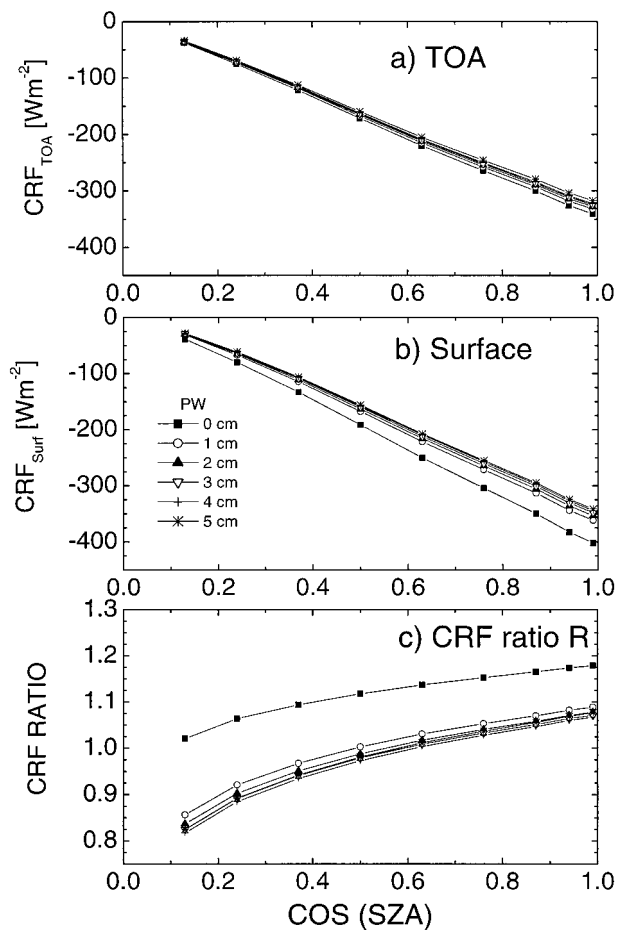 a) TOA
CRF_TOA [Wm⁻²]
0
-100
-200
-300
-400
0.0 0.2 0.4 0.6 0.8 1.0
b) Surface
CRF_Surf [Wm⁻²]
0
-100
-200
-300
-400
PW
0 cm
1 cm
2 cm
3 cm
4 cm
5 cm
0.0 0.2 0.4 0.6 0.8 1.0
c) CRF ratio R
CRF RATIO
1.3
1.2
1.1
1.0
0.9
0.8
0.0 0.2 0.4 0.6 0.8 1.0
COS (SZA)